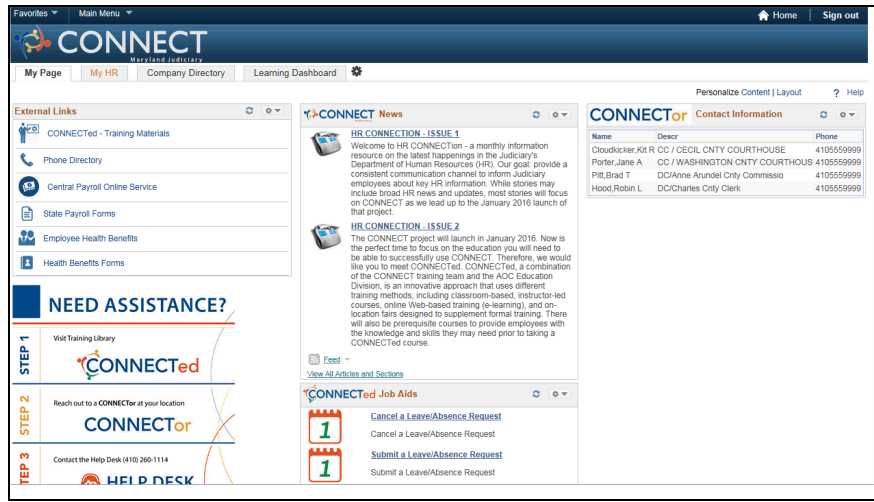 Favorites Main Menu Home Sign out
CONNECT
Maryland Judiciary
My Page My HR Company Directory Learning Dashboard
Personalize Content | Layout ? Help
External Links
CONNECTed - Training Materials
Phone Directory
Central Payroll Online Service
State Payroll Forms
Employee Health Benefits
Health Benefits Forms
NEED ASSISTANCE?
STEP 1
Visit Training Library
CONNECTed
STEP 2
Reach out to a CONNECTor at your location
CONNECTor
STEP 3
Contact the Help Desk (410) 260-1114
HELP DESK
CONNECT News
HR CONNECTION - ISSUE 1
Welcome to HR CONNECTion - a monthly information
resource on the latest happenings in the Judiciary's
Department of Human Resources (HR). Our goal: provide a
consistent communication channel to inform Judiciary
employees about key HR information. While stories may
include broad HR news and updates, most stories will focus
on CONNECT as we lead up to the January 2016 launch of
that project.
HR CONNECTION - ISSUE 2
The CONNECT project will launch in January 2016. Now is
the perfect time to focus on the education you will need to
be able to successfully use CONNECT. Therefore, we would
like you to meet CONNECTed. CONNECTed, a combination
of the CONNECT training team and the AOC Education
Division, is an innovative approach that uses different
training methods, including classroom-based, instructor-led
courses, online Web-based training (e-learning), and on-
location fairs designed to supplement formal training. There
will also be prerequisite courses to provide employees with
the knowledge and skills they may need prior to taking a
CONNECTed course.
Feed
View All Articles and Sections
CONNECTed Job Aids
1
Cancel a Leave/Absence Request
Cancel a Leave/Absence Request
1
Submit a Leave/Absence Request
Submit a Leave/Absence Request
CONNECTor Contact Information
Name Descr Phone
Cloudkicker,Kit R CC / CECIL CNTY COURTHOUSE 4105559999
Porter,Jane A CC / WASHINGTON CNTY COURTHOUS 4105559999
Pitt,Brad T DC/Anne Arundel Cnty Commissio 4105559999
Hood,Robin L DC/Charles Cnty Clerk 4105559999